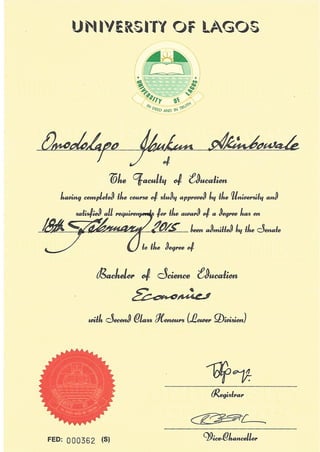 UNIVERSITY OF LAGOS
UNIVERSITY OF LAGOS
IN DEED AND IN TRUTH
Omodolapo Ibukun Akinbowale
of
The Faculty of Education
having completed the course of study approved by the University and
satisfied all requirements for the award of a degree has on
18th February 2015 been admitted by the Senate
to the degree of
Bachelor of Science Education
Economics
with Second Class Honours (Lower Division)
Registrar
Vice-Chancellor
FED: 000362 (S)